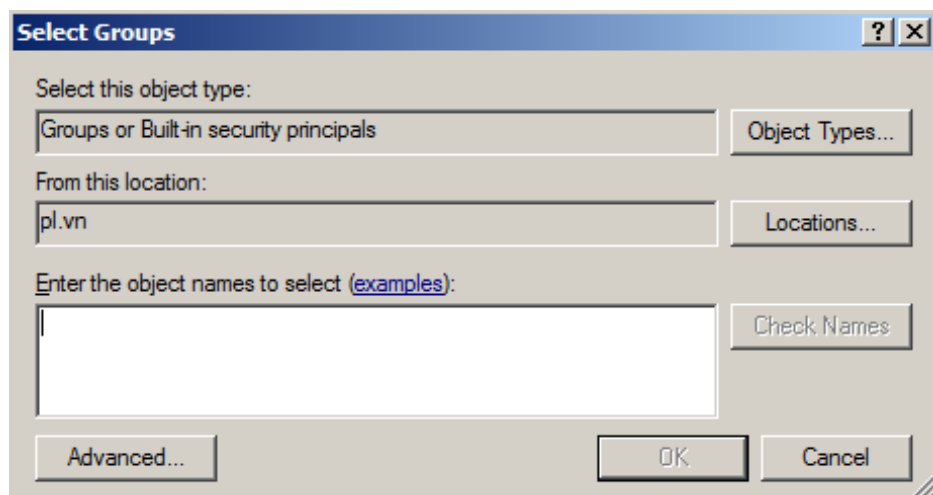 Select Groups
Select this object type:
Groups or Built-in security principals
Object Types...
From this location:
pl.vn
Locations...
Enter the object names to select (examples):
Check Names
Advanced...
OK
Cancel